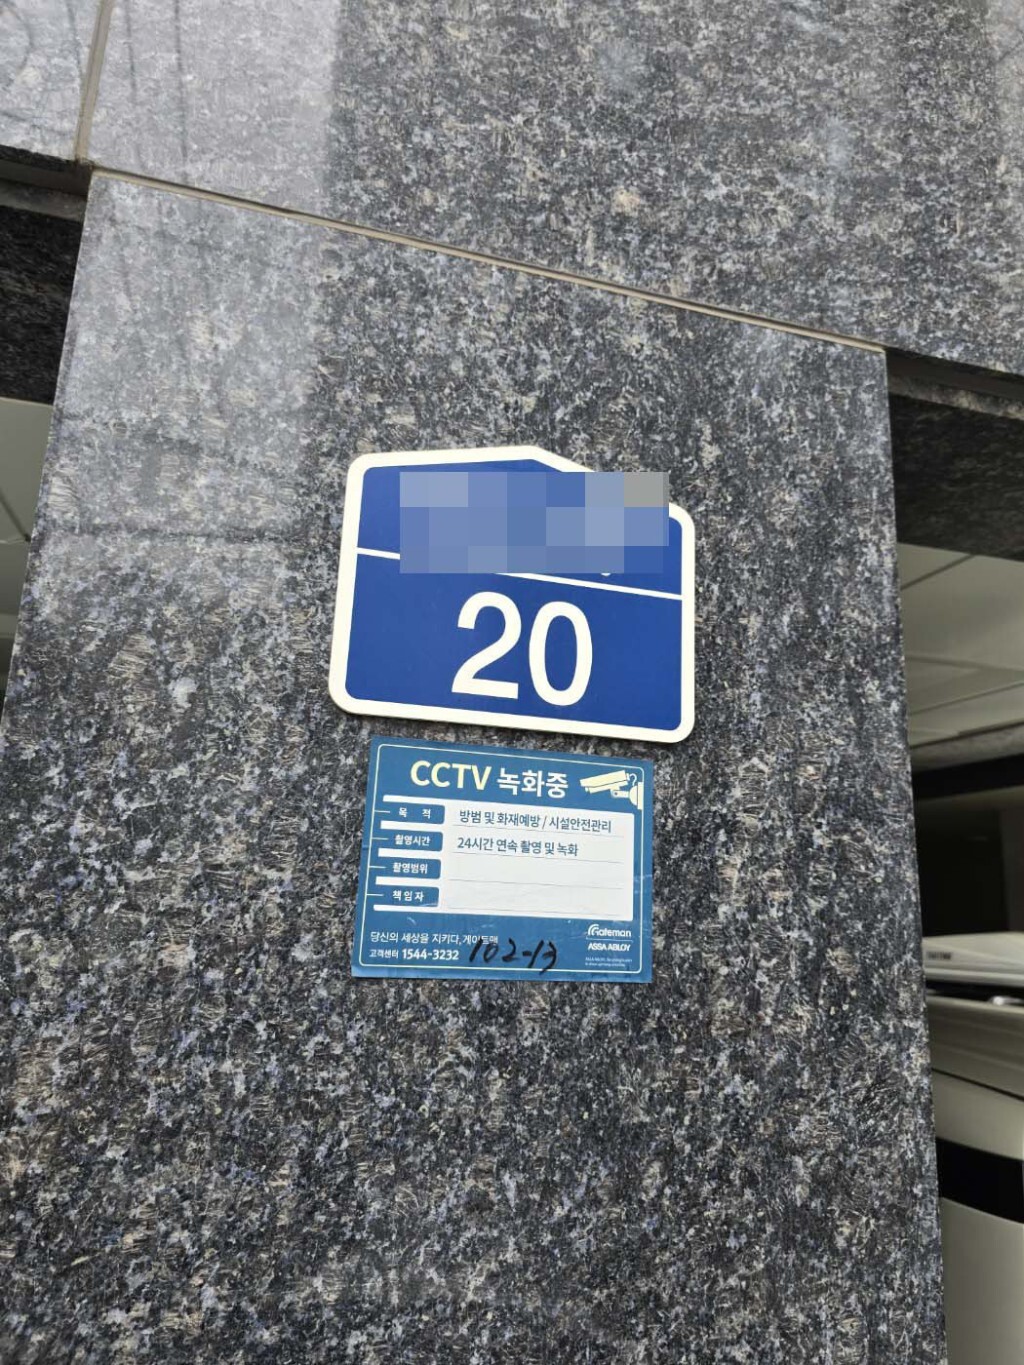 20
CCTV 녹화중
목 적 방범 및 화재예방 / 시설안전관리
촬영시간 24시간 연속 촬영 및 녹화
촬영범위
책임자
당신의 세상을 지키다, 게이트맨
고객센터 1544-3232
102-13
Gateman
ASSA ABLOY